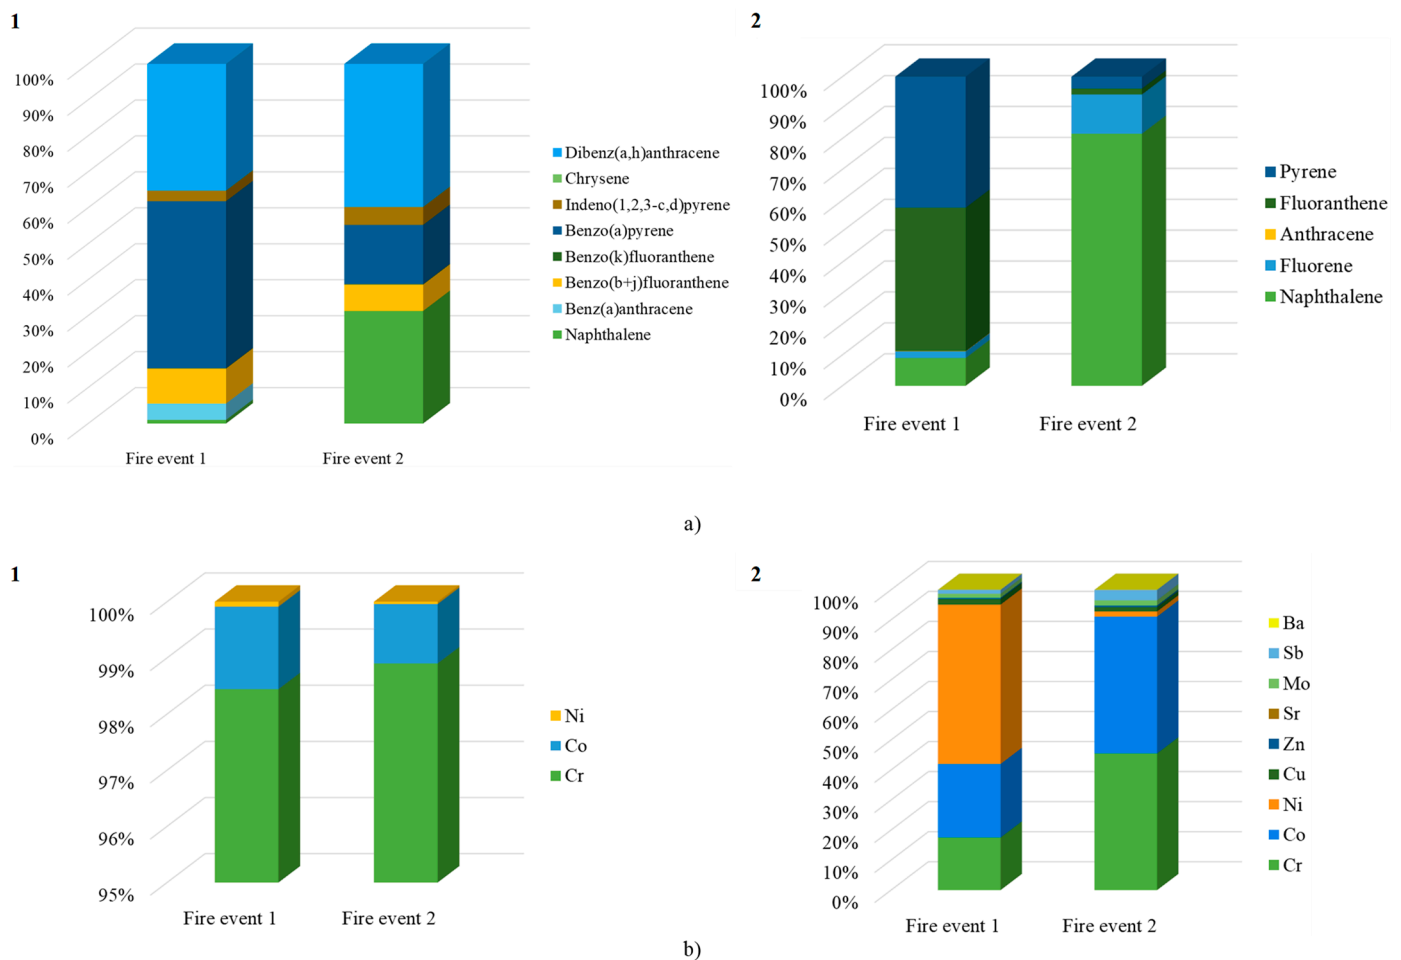 1
100%
90%
80%
70%
60%
50%
40%
30%
20%
10%
0%
Fire event 1
Fire event 2
Dibenz(a,h)anthracene
Chrysene
Indeno(1,2,3-c,d)pyrene
Benzo(a)pyrene
Benzo(k)fluoranthene
Benzo(b+j)fluoranthene
Benz(a)anthracene
Naphthalene
2
100%
90%
80%
70%
60%
50%
40%
30%
20%
10%
0%
Fire event 1
Fire event 2
Pyrene
Fluoranthene
Anthracene
Fluorene
Naphthalene
a)
1
100%
99%
98%
97%
96%
95%
Fire event 1
Fire event 2
Ni
Co
Cr
2
100%
90%
80%
70%
60%
50%
40%
30%
20%
10%
0%
Fire event 1
Fire event 2
Ba
Sb
Mo
Sr
Zn
Cu
Ni
Co
Cr
b)